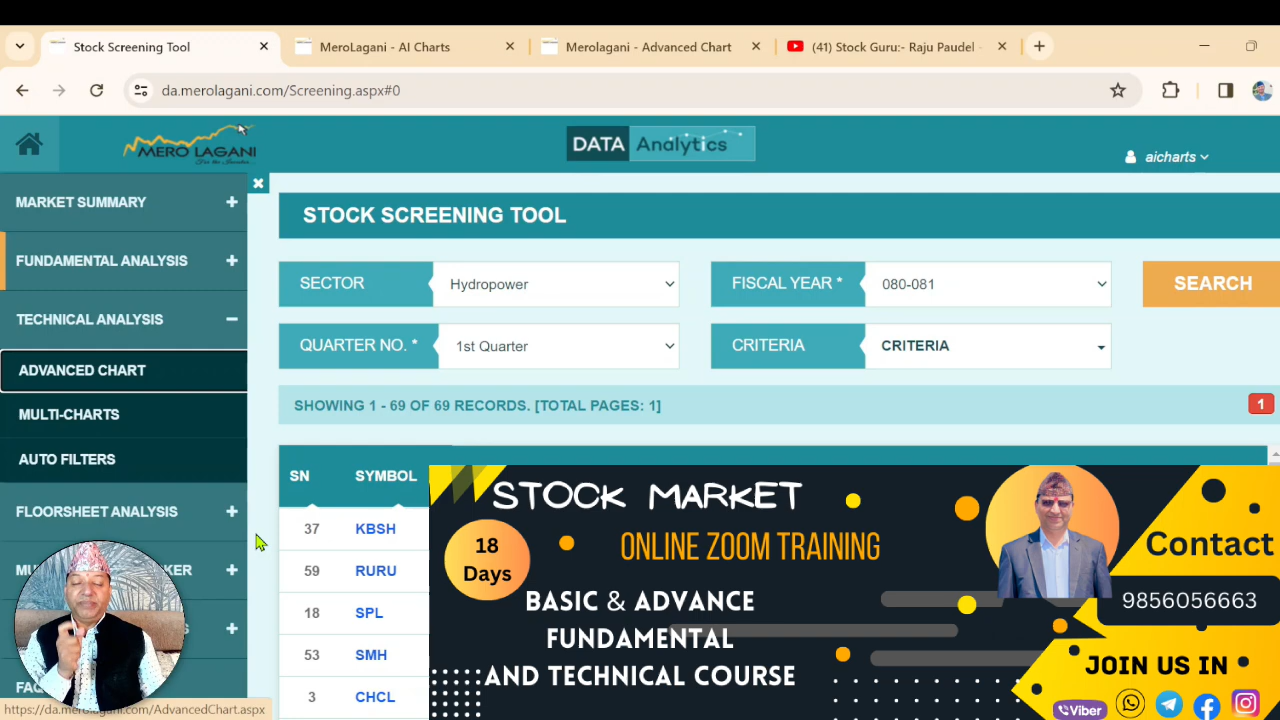 Stock Screening Tool
MeroLagani - AI Charts
Merolagani - Advanced Chart
(41) Stock Guru:- Raju Paudel -
da.merolagani.com/Screening.aspx#0
MERO LAGANI
DATA Analytics
aicharts
MARKET SUMMARY
FUNDAMENTAL ANALYSIS
TECHNICAL ANALYSIS
ADVANCED CHART
MULTI-CHARTS
AUTO FILTERS
FLOORSHEET ANALYSIS
STOCK SCREENING TOOL
SECTOR Hydropower FISCAL YEAR * 080-081 SEARCH
QUARTER NO. * 1st Quarter CRITERIA CRITERIA
SHOWING 1 - 69 OF 69 RECORDS. [TOTAL PAGES: 1] 1
SN SYMBOL
37 KBSH
59 RURU
18 SPL
53 SMH
3 CHCL
STOCK MARKET
ONLINE ZOOM TRAINING
18
Days
BASIC & ADVANCE
FUNDAMENTAL
AND TECHNICAL COURSE
Contact
9856056663
JOIN US IN
Viber
https://da.merolagani.com/AdvancedChart.aspx